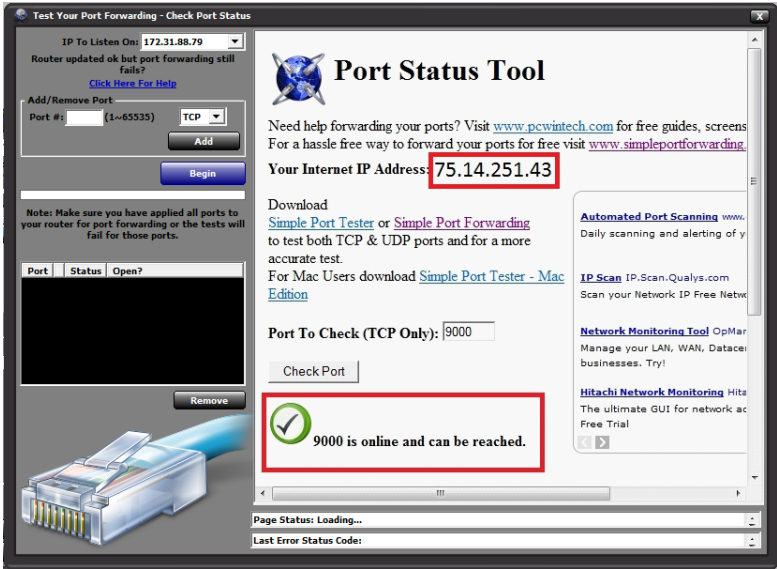 Test Your Port Forwarding - Check Port Status
X
IP To Listen On: 172.31.88.79
Router updated ok but port forwarding still
fails?
Click Here For Help
Add/Remove Port
Port #: (1~65535) TCP
Add
Begin
Note: Make sure you have applied all ports to
your router for port forwarding or the tests will
fail for those ports.
Port Status Open?
Remove
Port Status Tool
Need help forwarding your ports? Visit www.pcwintech.com for free guides, screens
For a hassle free way to forward your ports for free visit www.simpleportforwarding.
Your Internet IP Address: 75.14.251.43
Download
Simple Port Tester or Simple Port Forwarding
to test both TCP & UDP ports and for a more
accurate test.
For Mac Users download Simple Port Tester - Mac
Edition
Port To Check (TCP Only): 9000
Check Port
9000 is online and can be reached.
Automated Port Scanning www.
Daily scanning and alerting of y
IP Scan IP.Scan.Qualys.com
Scan your Network IP Free Netw
Network Monitoring Tool OpMar
Manage your LAN, WAN, Datace
businesses. Try!
Hitachi Network Monitoring Hita
The ultimate GUI for network ac
Free Trial
Page Status: Loading...
Last Error Status Code: